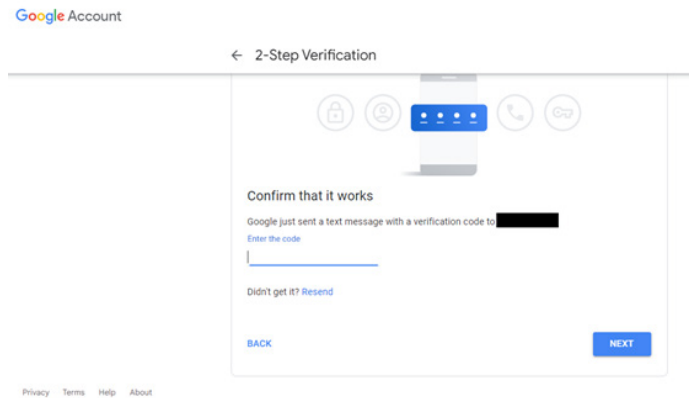 Google Account
← 2-Step Verification
Confirm that it works
Google just sent a text message with a verification code to
Enter the code
Didn't get it? Resend
BACK NEXT
Privacy Terms Help About